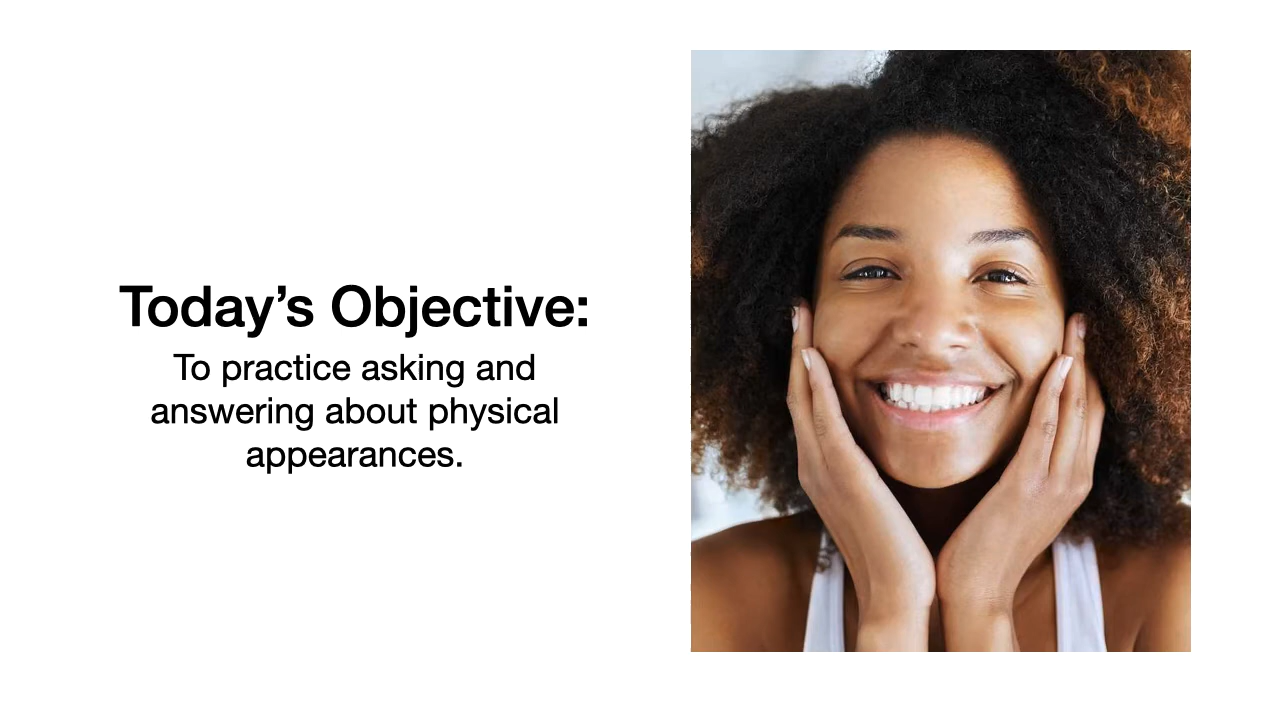 Today’s Objective:
To practice asking and
answering about physical
appearances.